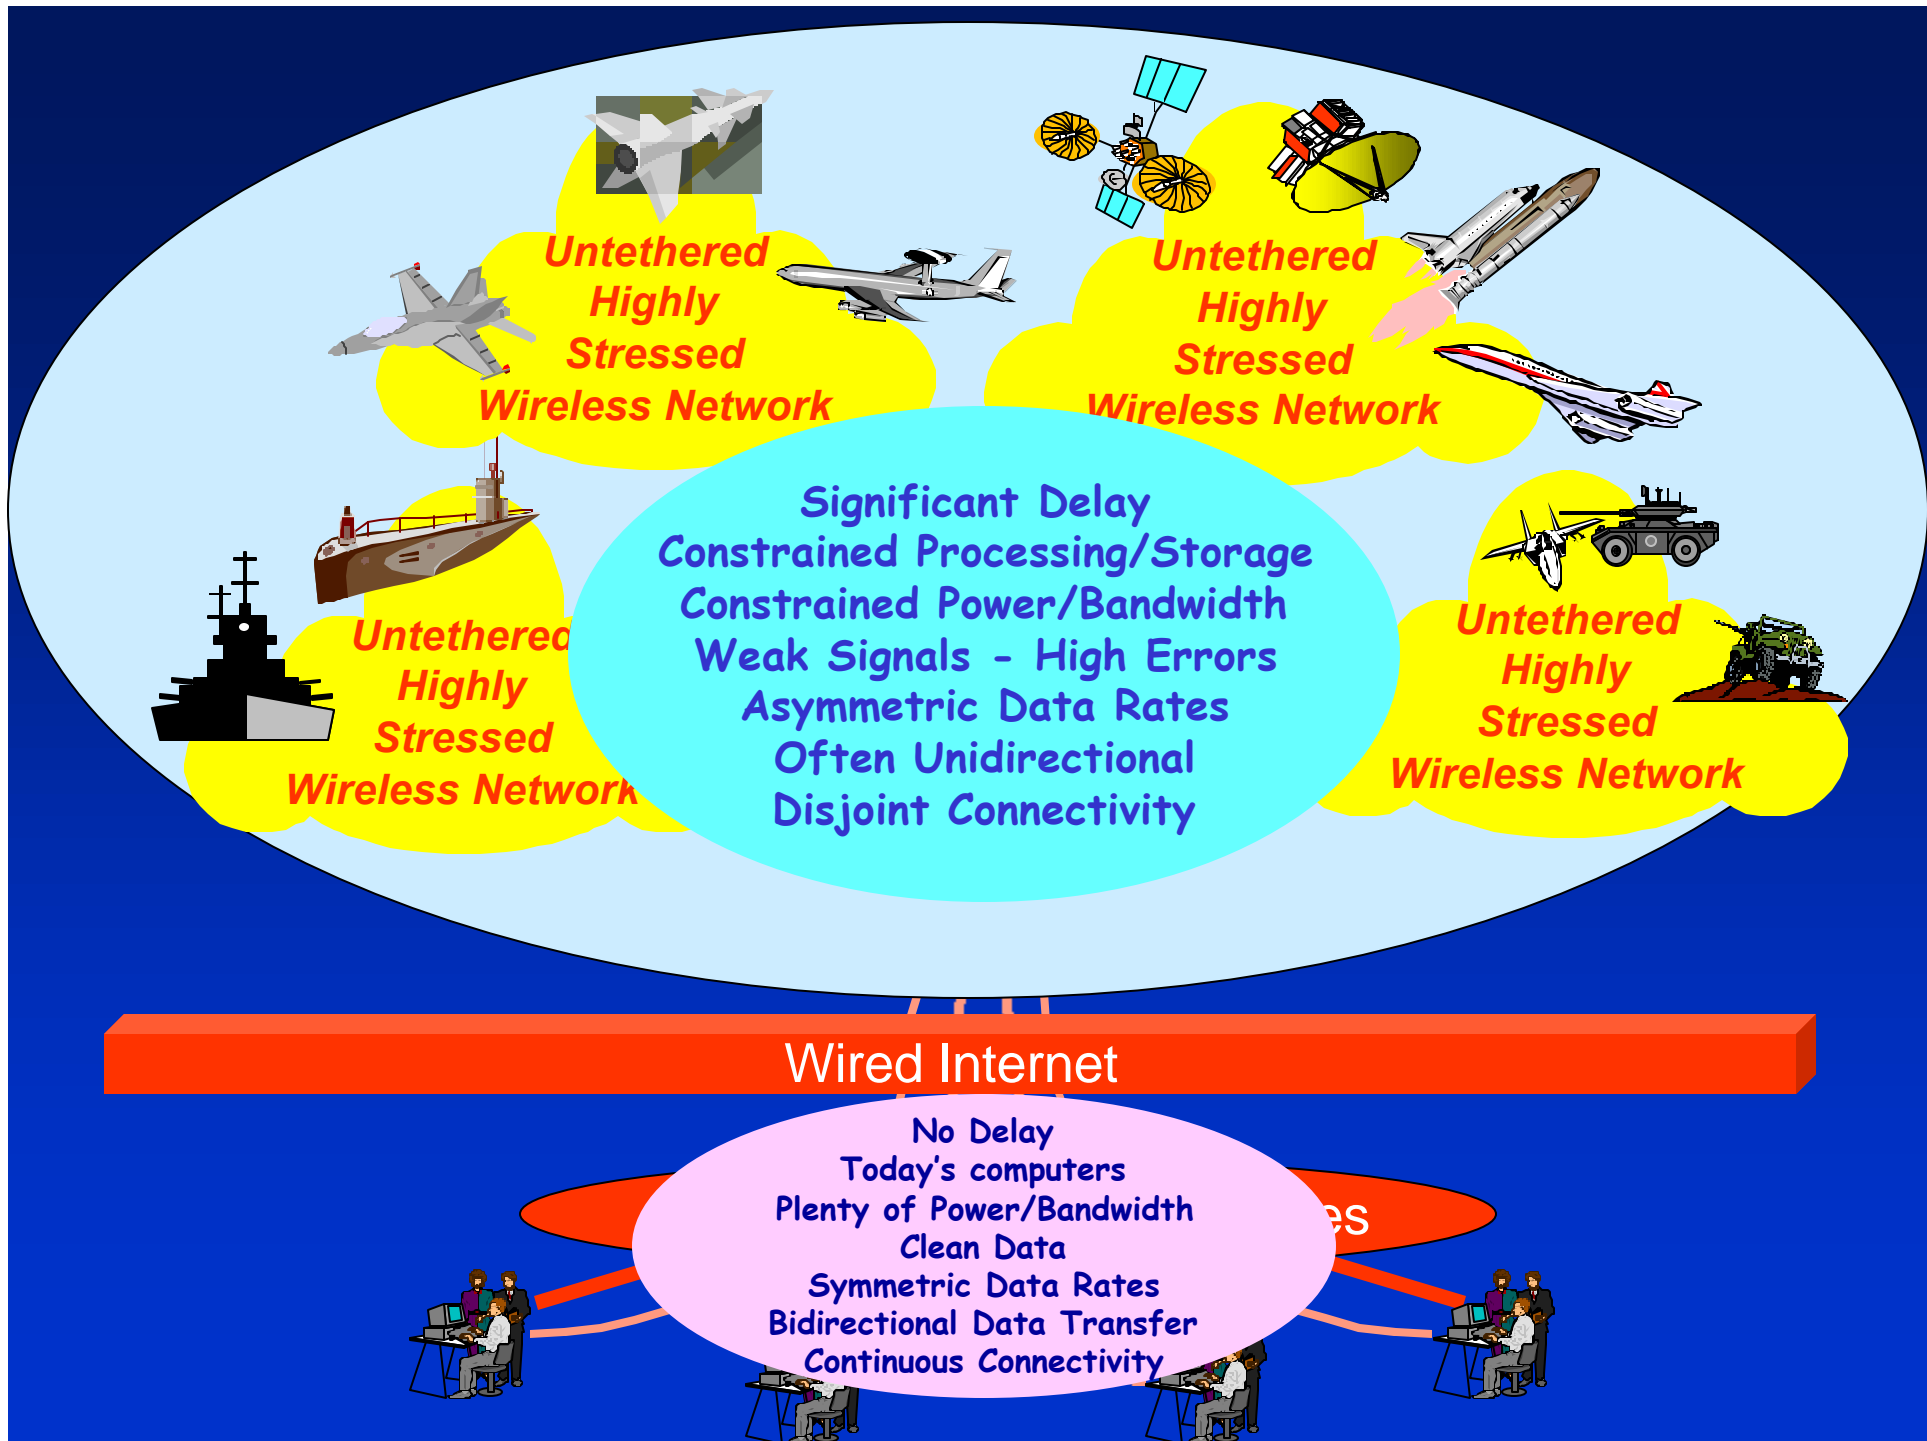 Untethered
Highly
Stressed
Wireless Network
Untethered
Highly
Stressed
Wireless Network
Untethered
Highly
Stressed
Wireless Network
Significant Delay
Constrained Processing/Storage
Constrained Power/Bandwidth
Weak Signals - High Errors
Asymmetric Data Rates
Often Unidirectional
Disjoint Connectivity
Untethered
Highly
Stressed
Wireless Network
Wired Internet
No Delay
Today's computers
Plenty of Power/Bandwidth
Clean Data
Symmetric Data Rates
Bidirectional Data Transfer
Continuous Connectivity